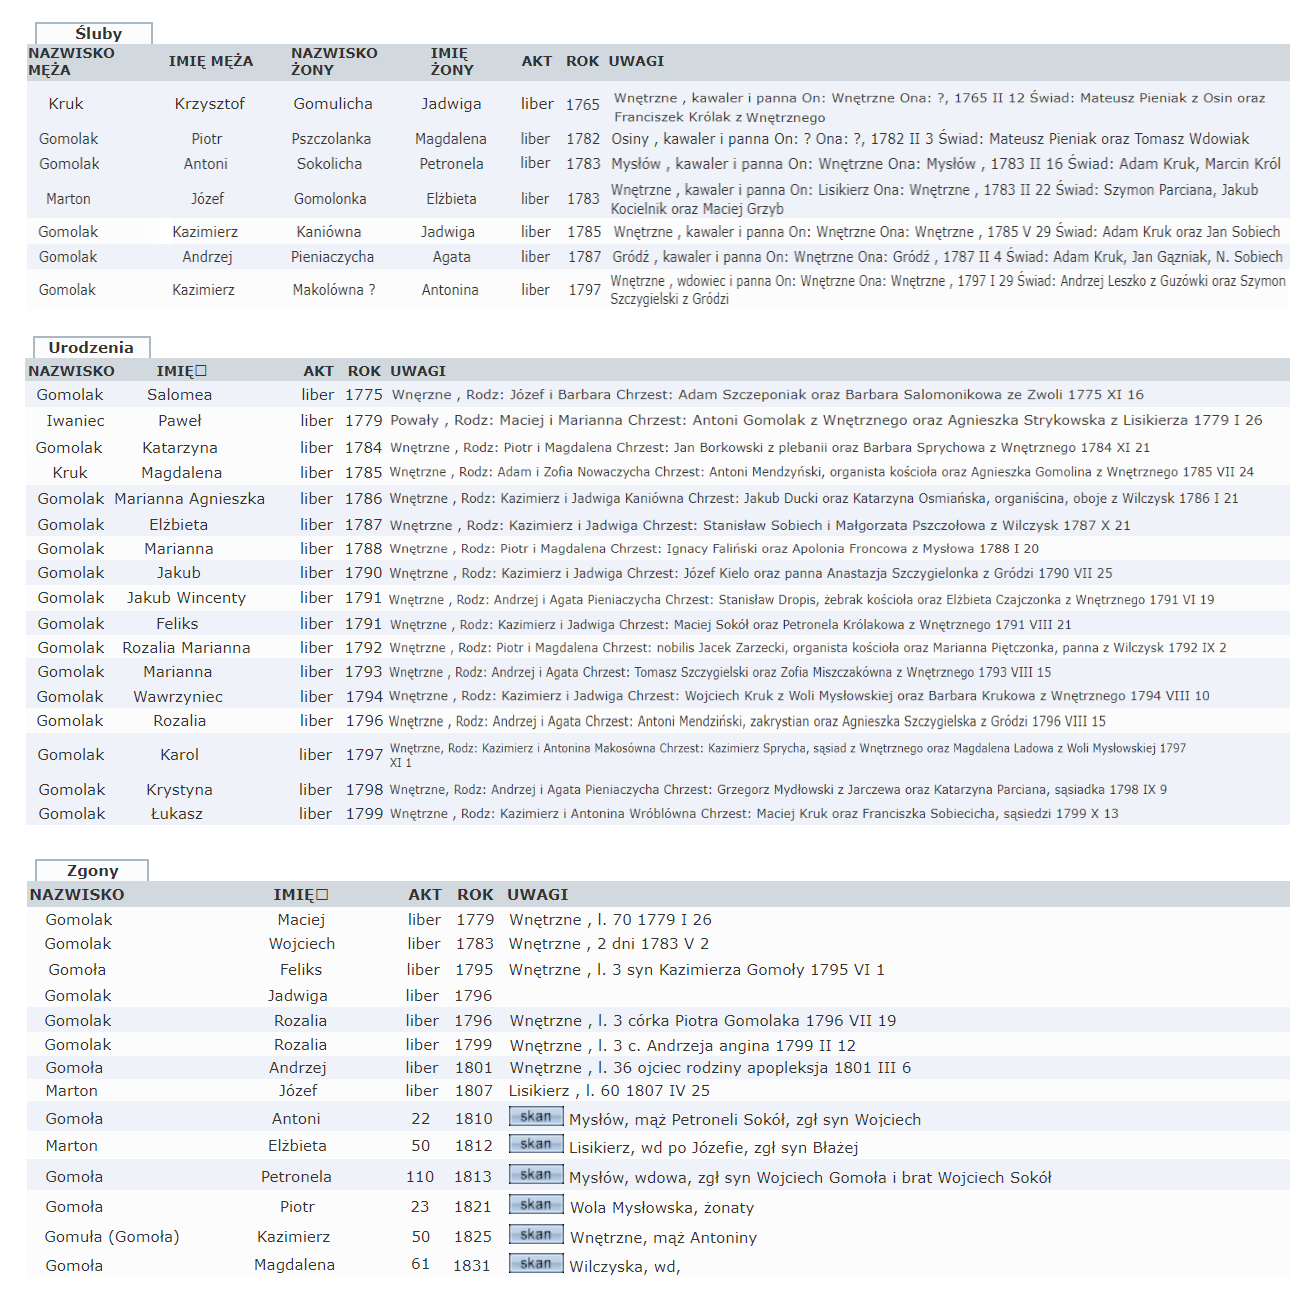 Śluby
NAZWISKO MĘŻA IMIĘ MĘŻA NAZWISKO ŻONY IMIĘ ŻONY AKT ROK UWAGI
Kruk Krzysztof Gomulicha Jadwiga liber 1765 Wnętrzne , kawaler i panna On: Wnętrzne Ona: ?, 1765 II 12 Świad: Mateusz Pieniak z Osin oraz
Franciszek Królak z Wnętrznego
Gomolak Piotr Pszczolanka Magdalena liber 1782 Osiny , kawaler i panna On: ? Ona: ?, 1782 II 3 Świad: Mateusz Pieniak oraz Tomasz Wdowiak
Gomolak Antoni Sokolicha Petronela liber 1783 Mysłów , kawaler i panna On: Wnętrzne Ona: Mysłów , 1783 II 16 Świad: Adam Kruk, Marcin Król
Marton Józef Gomolonka Elżbieta liber 1783 Wnętrzne , kawaler i panna On: Lisikierz Ona: Wnętrzne , 1783 II 22 Świad: Szymon Parciana, Jakub
Kocielnik oraz Maciej Grzyb
Gomolak Kazimierz Kaniówna Jadwiga liber 1785 Wnętrzne , kawaler i panna On: Wnętrzne Ona: Wnętrzne , 1785 V 29 Świad: Adam Kruk oraz Jan Sobiech
Gomolak Andrzej Pieniaczycha Agata liber 1787 Gródź , kawaler i panna On: Wnętrzne Ona: Gródź , 1787 II 4 Świad: Adam Kruk, Jan Gązniak, N. Sobiech
Gomolak Kazimierz Makolówna ? Antonina liber 1797 Wnętrzne , wdowiec i panna On: Wnętrzne Ona: Wnętrzne , 1797 I 29 Świad: Andrzej Leszko z Guzówki oraz Szymon
Szczygielski z Gródzi
Urodzenia
NAZWISKO IMIĘ AKT ROK UWAGI
Gomolak Salomea liber 1775 Wnęrzne , Rodz: Józef i Barbara Chrzest: Adam Szczeponiak oraz Barbara Salomonikowa ze Zwoli 1775 XI 16
Iwaniec Paweł liber 1779 Powały , Rodz: Maciej i Marianna Chrzest: Antoni Gomolak z Wnętrznego oraz Agnieszka Strykowska z Lisikierza 1779 I 26
Gomolak Katarzyna liber 1784 Wnętrzne , Rodz: Piotr i Magdalena Chrzest: Jan Borkowski z plebanii oraz Barbara Sprychowa z Wnętrznego 1784 XI 21
Kruk Magdalena liber 1785 Wnętrzne , Rodz: Adam i Zofia Nowaczycha Chrzest: Antoni Mendzyński, organista kościoła oraz Agnieszka Gomolina z Wnętrznego 1785 VII 24
Gomolak Marianna Agnieszka liber 1786 Wnętrzne , Rodz: Kazimierz i Jadwiga Kaniówna Chrzest: Jakub Ducki oraz Katarzyna Osmiańska, organiścina, oboje z Wilczysk 1786 I 21
Gomolak Elżbieta liber 1787 Wnętrzne , Rodz: Kazimierz i Jadwiga Chrzest: Stanisław Sobiech i Małgorzata Pszczołowa z Wilczysk 1787 X 21
Gomolak Marianna liber 1788 Wnętrzne , Rodz: Piotr i Magdalena Chrzest: Ignacy Faliński oraz Apolonia Froncowa z Mysłowa 1788 I 20
Gomolak Jakub liber 1790 Wnętrzne , Rodz: Kazimierz i Jadwiga Chrzest: Józef Kielo oraz panna Anastazja Szczygielonka z Gródzi 1790 VII 25
Gomolak Jakub Wincenty liber 1791 Wnętrzne , Rodz: Andrzej i Agata Pieniaczycha Chrzest: Stanisław Dropis, żebrak kościoła oraz Elżbieta Czajczonka z Wnętrznego 1791 VI 19
Gomolak Feliks liber 1791 Wnętrzne , Rodz: Kazimierz i Jadwiga Chrzest: Maciej Sokół oraz Petronela Królakowa z Wnętrznego 1791 VIII 21
Gomolak Rozalia Marianna liber 1792 Wnętrzne , Rodz: Piotr i Magdalena Chrzest: nobilis Jacek Zarzecki, organista kościoła oraz Marianna Piętczonka, panna z Wilczysk 1792 IX 2
Gomolak Marianna liber 1793 Wnętrzne , Rodz: Andrzej i Agata Chrzest: Tomasz Szczygielski oraz Zofia Miszczakówna z Wnętrznego 1793 VIII 15
Gomolak Wawrzyniec liber 1794 Wnętrzne , Rodz: Kazimierz i Jadwiga Chrzest: Wojciech Kruk z Woli Mysłowskiej oraz Barbara Krukowa z Wnętrznego 1794 VIII 10
Gomolak Rozalia liber 1796 Wnętrzne , Rodz: Andrzej i Agata Chrzest: Antoni Mendziński, zakrystian oraz Agnieszka Szczygielska z Gródzi 1796 VIII 15
Gomolak Karol liber 1797 Wnętrzne, Rodz: Kazimierz i Antonina Makosówna Chrzest: Kazimierz Sprycha, sąsiad z Wnętrznego oraz Magdalena Ladowa z Woli Mysłowskiej 1797
XI 1
Gomolak Krystyna liber 1798 Wnętrzne, Rodz: Andrzej i Agata Pieniaczycha Chrzest: Grzegorz Mydłowski z Jarczewa oraz Katarzyna Parciana, sąsiadka 1798 IX 9
Gomolak Łukasz liber 1799 Wnętrzne , Rodz: Kazimierz i Antonina Wróblówna Chrzest: Maciej Kruk oraz Franciszka Sobiecicha, sąsiedzi 1799 X 13
Zgony
NAZWISKO IMIĘ AKT ROK UWAGI
Gomolak Maciej liber 1779 Wnętrzne , l. 70 1779 I 26
Gomolak Wojciech liber 1783 Wnętrzne , 2 dni 1783 V 2
Gomoła Feliks liber 1795 Wnętrzne , l. 3 syn Kazimierza Gomoły 1795 VI 1
Gomolak Jadwiga liber 1796
Gomolak Rozalia liber 1796 Wnętrzne , l. 3 córka Piotra Gomolaka 1796 VII 19
Gomolak Rozalia liber 1799 Wnętrzne , l. 3 c. Andrzeja angina 1799 II 12
Gomoła Andrzej liber 1801 Wnętrzne , l. 36 ojciec rodziny apopleksja 1801 III 6
Marton Józef liber 1807 Lisikierz , l. 60 1807 IV 25
Gomoła Antoni 22 1810 skan Mysłów, mąż Petroneli Sokół, zgł syn Wojciech
Marton Elżbieta 50 1812 skan Lisikierz, wd po Józefie, zgł syn Błażej
Gomoła Petronela 110 1813 skan Mysłów, wdowa, zgł syn Wojciech Gomoła i brat Wojciech Sokół
Gomoła Piotr 23 1821 skan Wola Mysłowska, żonaty
Gomuła (Gomoła) Kazimierz 50 1825 skan Wnętrzne, mąż Antoniny
Gomoła Magdalena 61 1831 skan Wilczyska, wd,